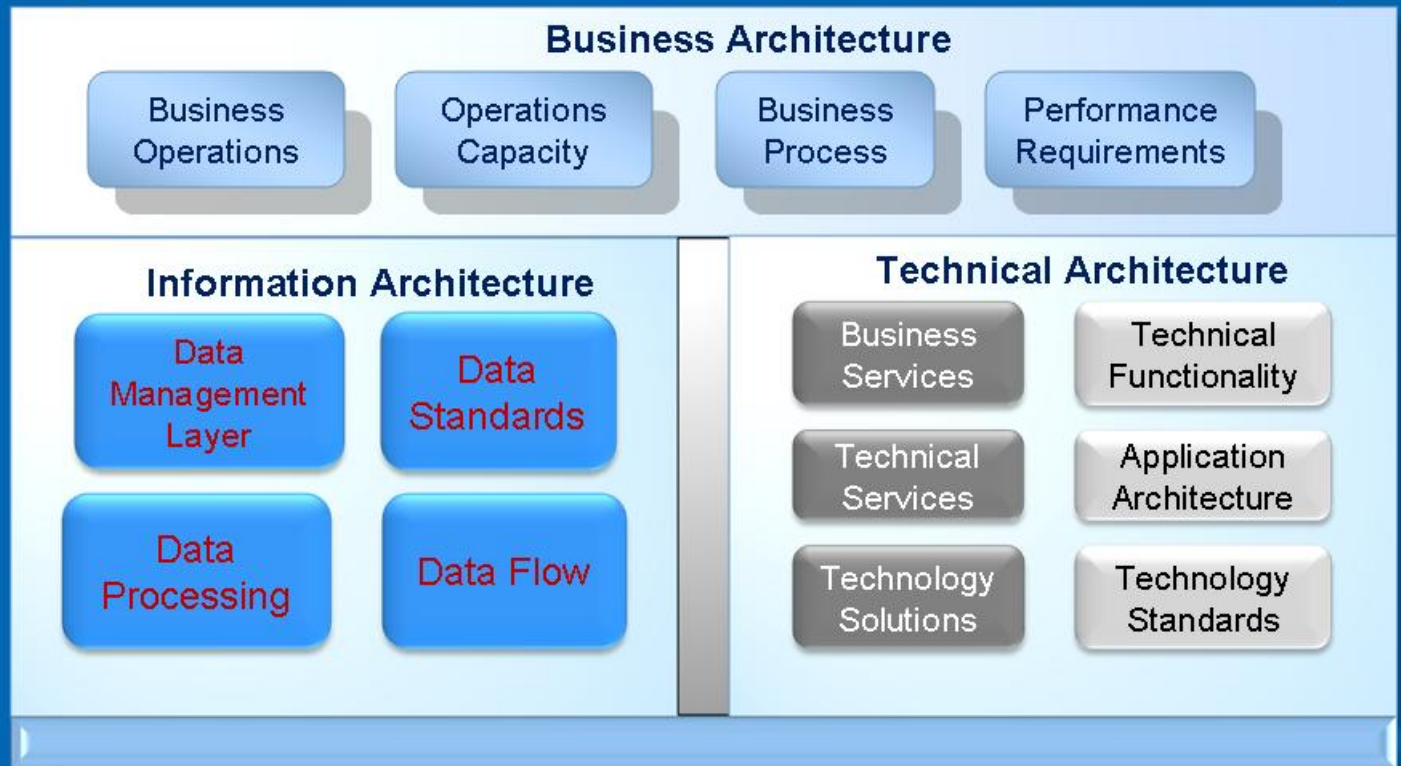 Business Architecture
Business
Operations
Operations
Capacity
Business
Process
Performance
Requirements
Information Architecture
Data
Management
Layer
Data
Standards
Data
Processing
Data Flow
Technical Architecture
Business
Services
Technical
Functionality
Technical
Services
Application
Architecture
Technology
Solutions
Technology
Standards